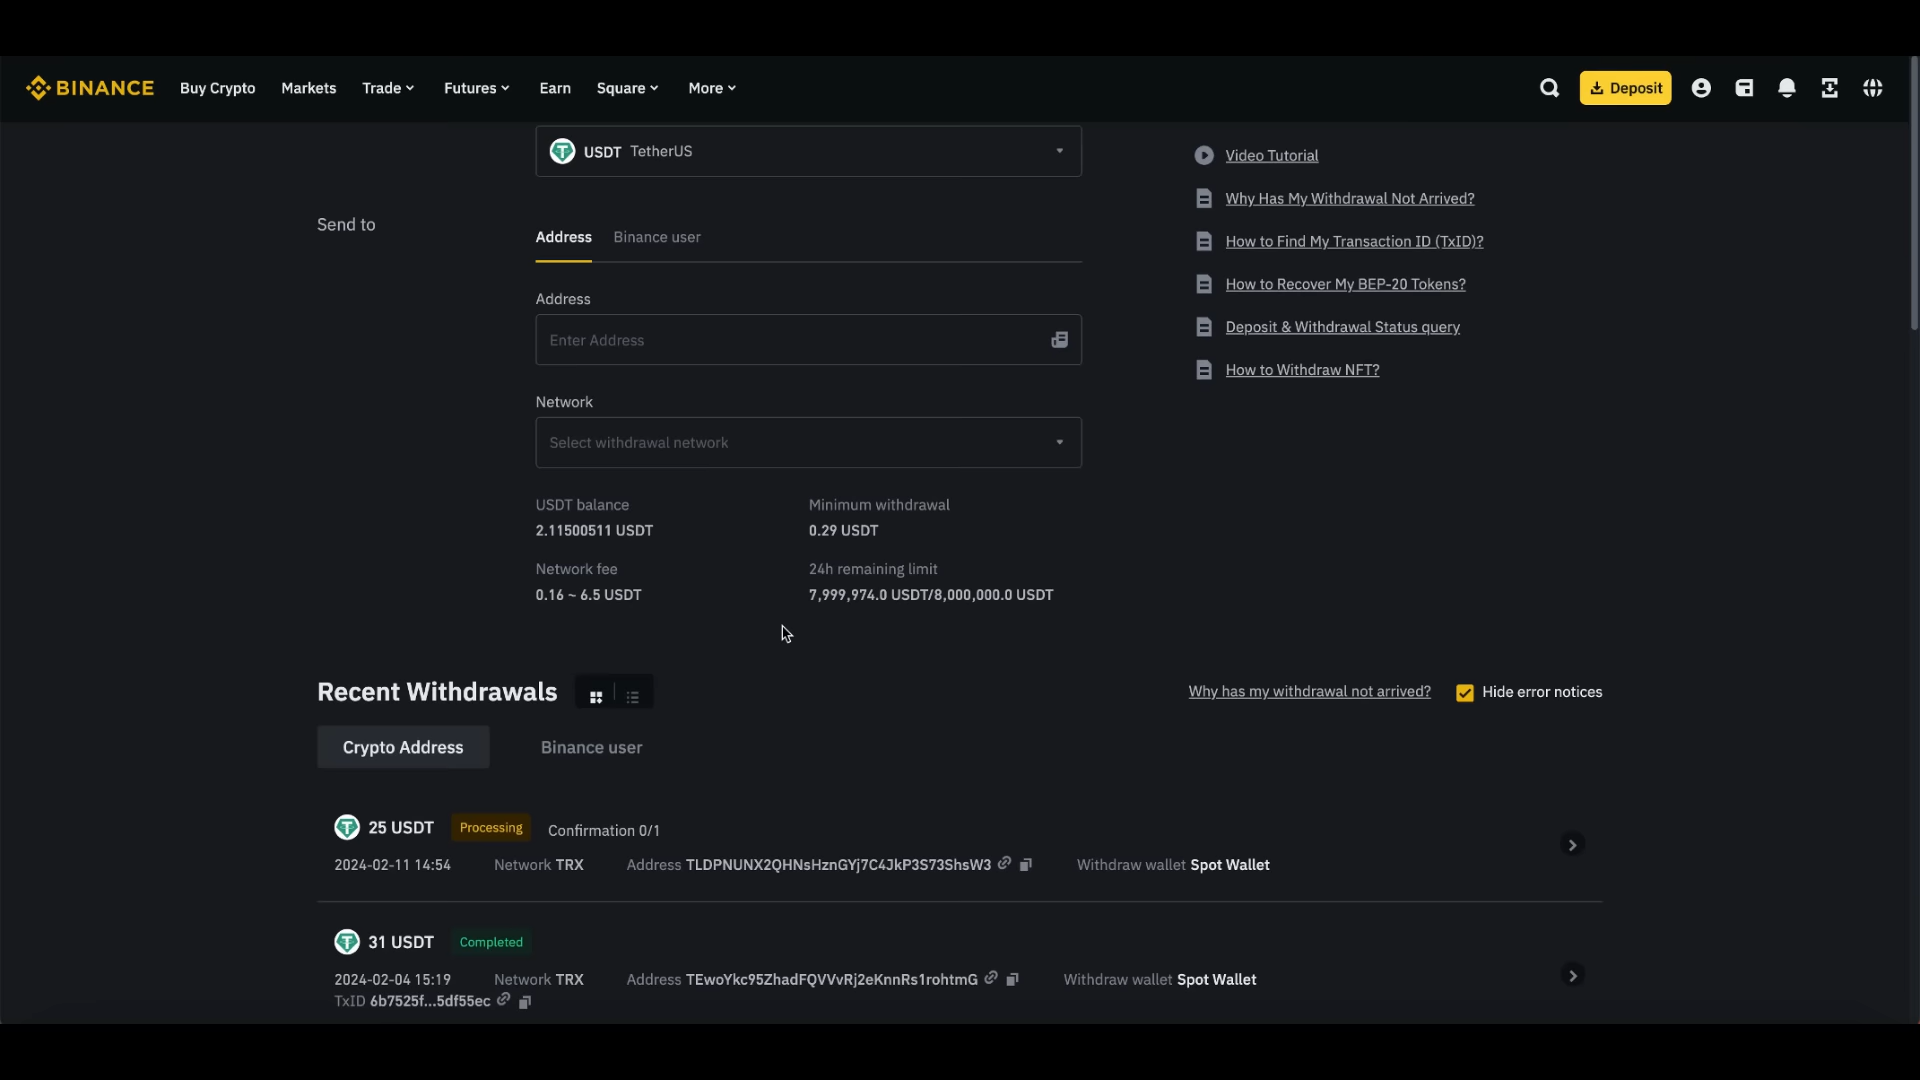 BINANCE Buy Crypto Markets Trade Futures Earn Square More Deposit
USDT TetherUS
Video Tutorial
Why Has My Withdrawal Not Arrived?
Send to
Address Binance user
How to Find My Transaction ID (TxID)?
How to Recover My BEP-20 Tokens?
Address
Enter Address
Deposit & Withdrawal Status query
How to Withdraw NFT?
Network
Select withdrawal network
USDT balance Minimum withdrawal
2.11500511 USDT 0.29 USDT
Network fee 24h remaining limit
0.16 ~ 6.5 USDT 7,999,974.0 USDT/8,000,000.0 USDT
Recent Withdrawals Why has my withdrawal not arrived? Hide error notices
Crypto Address Binance user
25 USDT Processing Confirmation 0/1
2024-02-11 14:54 Network TRX Address TLDPNUNX2QHNsHznGYj7C4JkP3S73ShsW3 Withdraw wallet Spot Wallet
31 USDT Completed
2024-02-04 15:19 Network TRX Address TEwoYkc95ZhadFQVVvRj2eKnnRs1rohtmG Withdraw wallet Spot Wallet
TxID 6b7525f...5df55ec